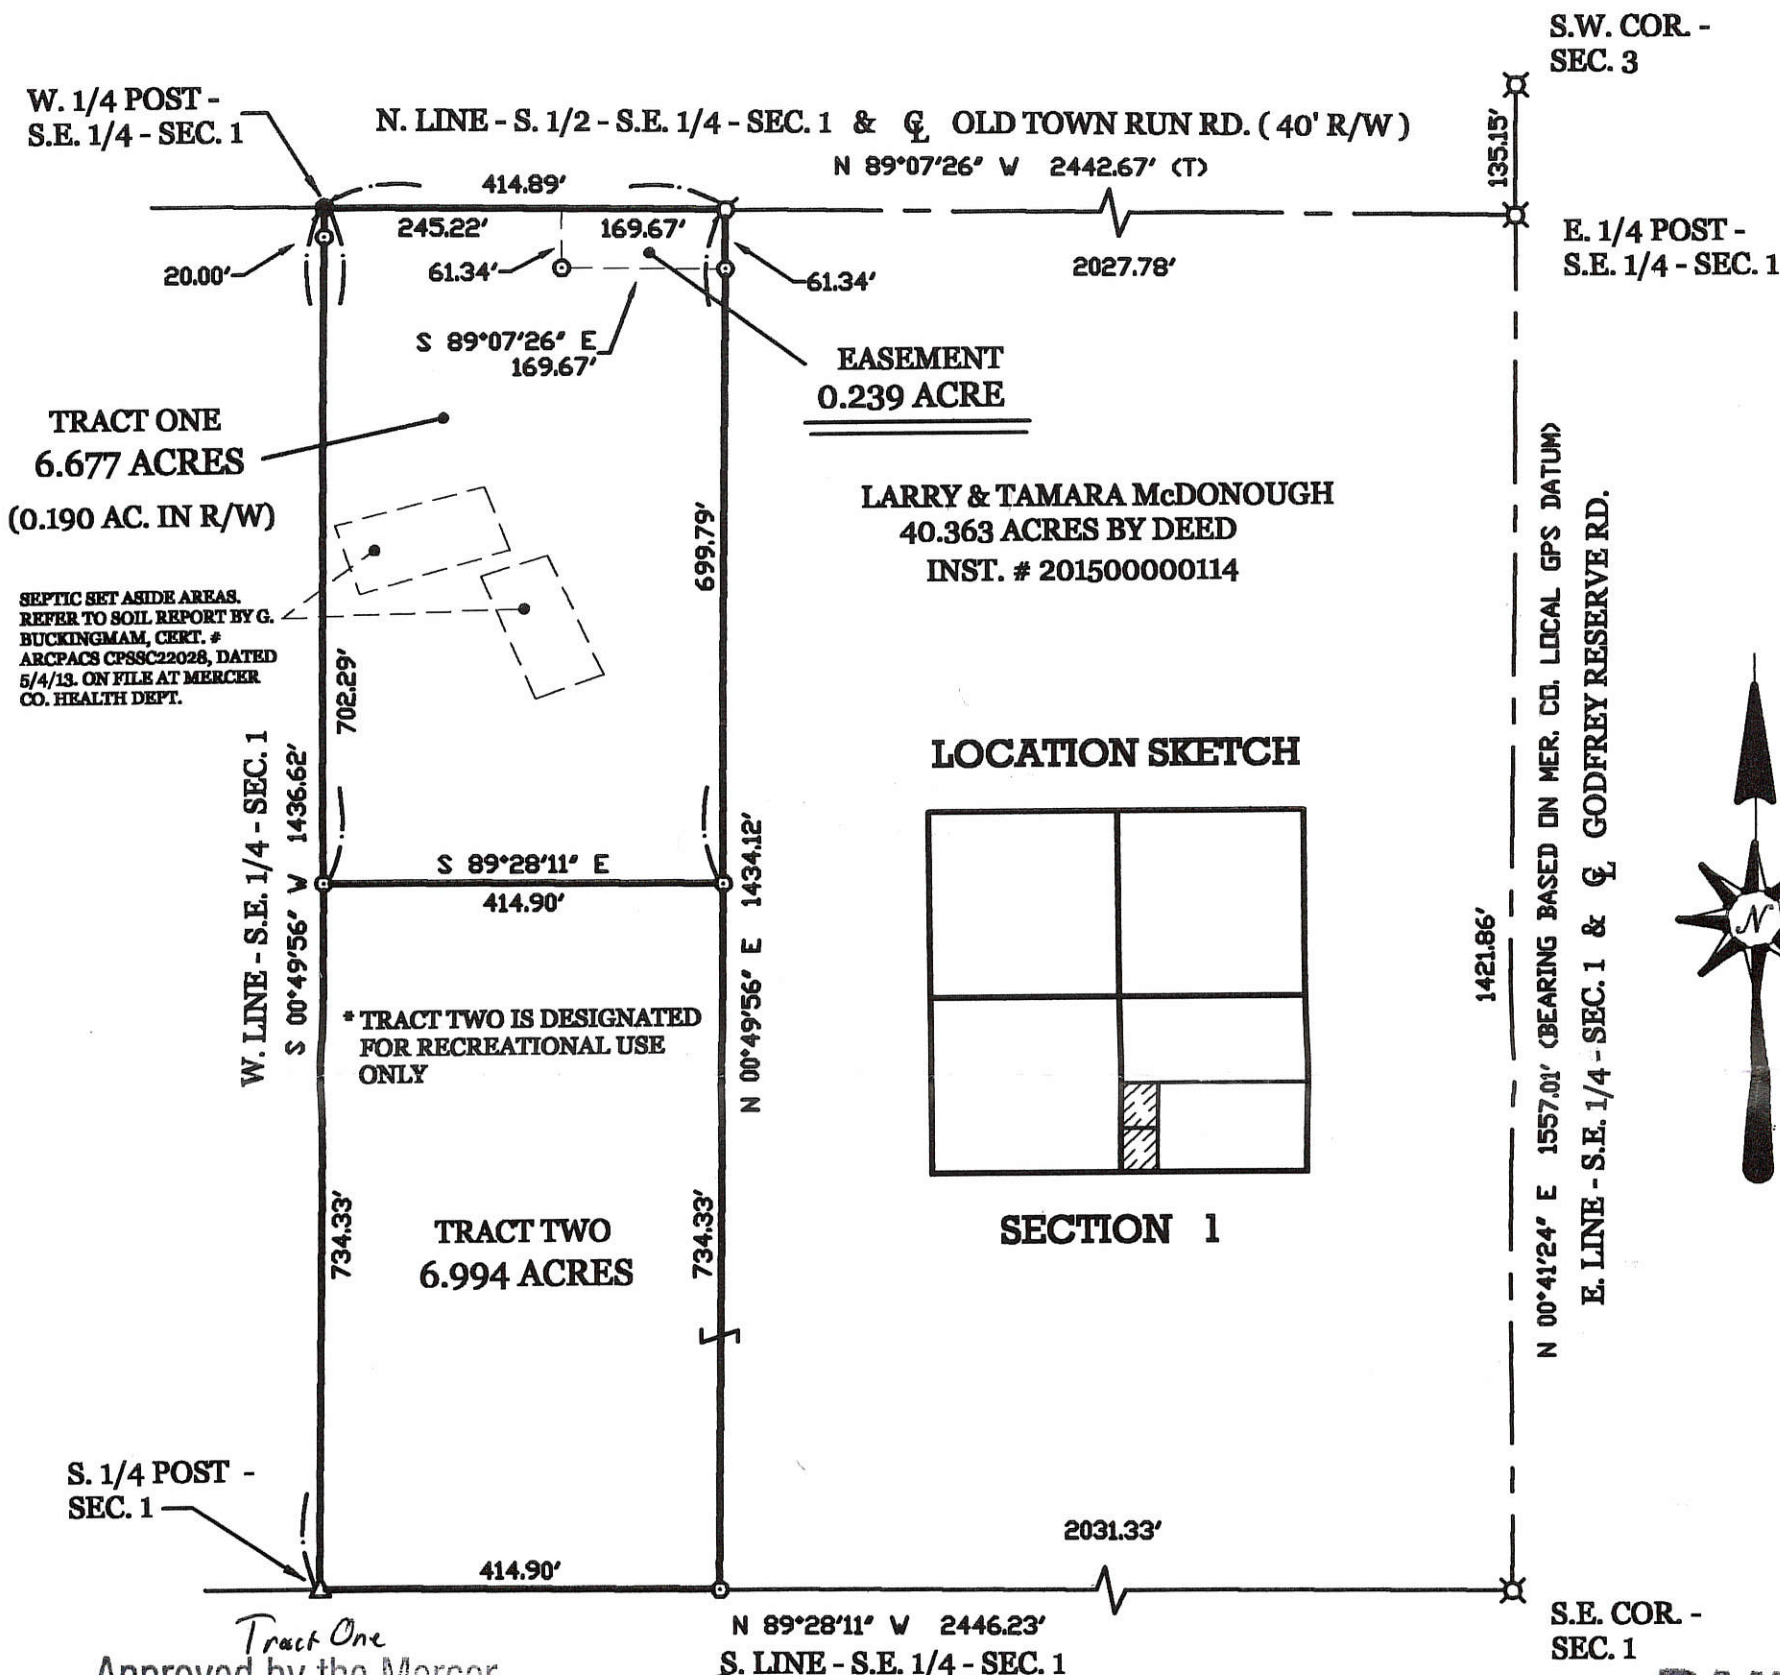 S.W. COR. -
SEC. 3
W. 1/4 POST -
S.E. 1/4 - SEC. 1
N. LINE - S. 1/2 - S.E. 1/4 - SEC. 1 & ℄ OLD TOWN RUN RD. ( 40' R/W )
N 89°07'26" W 2442.67' (T)
135.15'
414.89'
245.22'
169.67'
20.00'
61.34'
61.34'
2027.78'
E. 1/4 POST -
S.E. 1/4 - SEC. 1
S 89°07'26" E
169.67'
EASEMENT
0.239 ACRE
TRACT ONE
6.677 ACRES
(0.190 AC. IN R/W)
LARRY & TAMARA McDONOUGH
40.363 ACRES BY DEED
INST. # 201500000114
699.79'
SEPTIC SET ASIDE AREAS.
REFER TO SOIL REPORT BY G.
BUCKINGMAM, CERT. #
ARCPACS CPSSC22028, DATED
5/4/13. ON FILE AT MERCER
CO. HEALTH DEPT.
702.29'
W. LINE - S.E. 1/4 - SEC. 1
S 00°49'56" W 1436.62'
S 89°28'11" E
414.90'
N 00°49'56" E 1434.12'
LOCATION SKETCH
SECTION 1
1421.86'
N 00°41'24" E 1557.01' (BEARING BASED ON MER. CO. LOCAL GPS DATUM)
E. LINE - S.E. 1/4 - SEC. 1 & ℄ GODFREY RESERVE RD.
N
* TRACT TWO IS DESIGNATED
FOR RECREATIONAL USE
ONLY
734.33'
TRACT TWO
6.994 ACRES
734.33'
S. 1/4 POST -
SEC. 1
414.90'
2031.33'
N 89°28'11" W 2446.23'
S. LINE - S.E. 1/4 - SEC. 1
S.E. COR. -
SEC. 1
Tract One
Approved by the Mercer